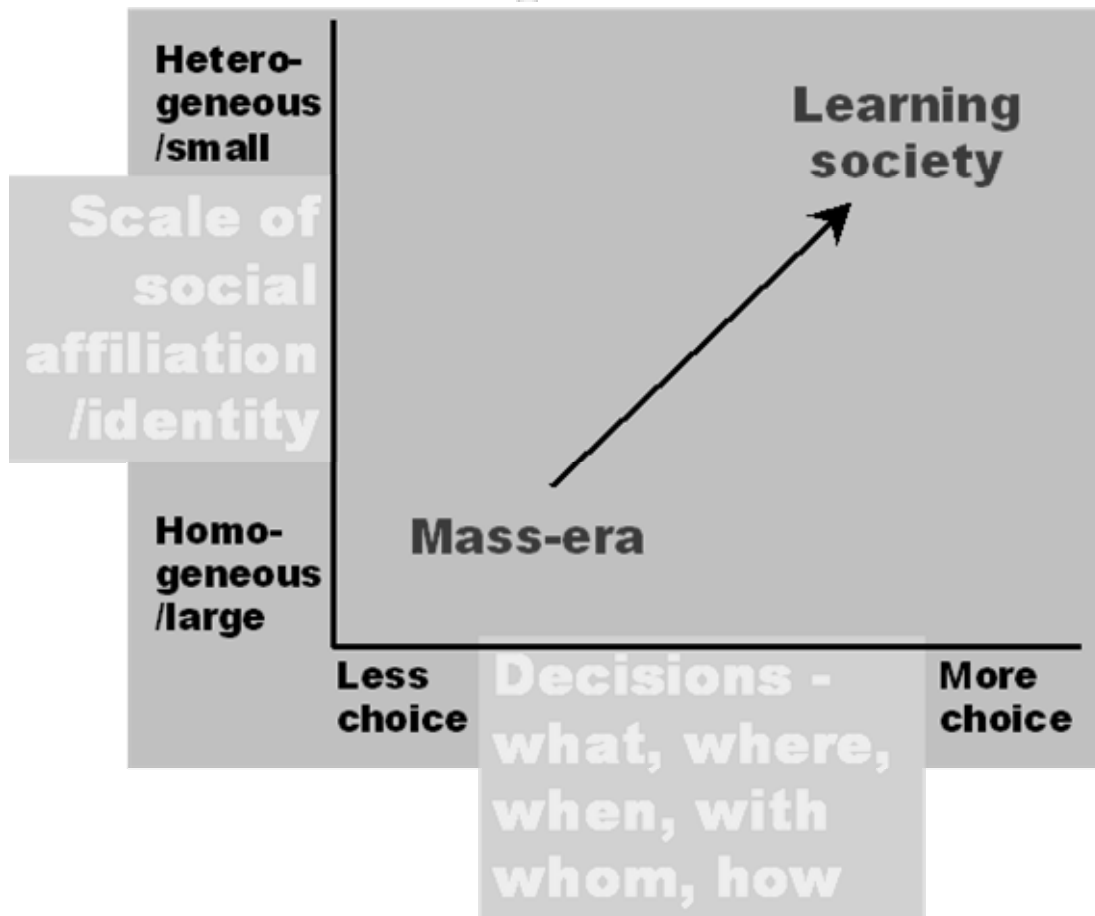 Hetero-
geneous
/small
Learning
society
Scale of
social
affiliation
/identity
Mass-era
Homo-
geneous
/large
Less
choice
Decisions -
what, where,
when, with
whom, how
More
choice